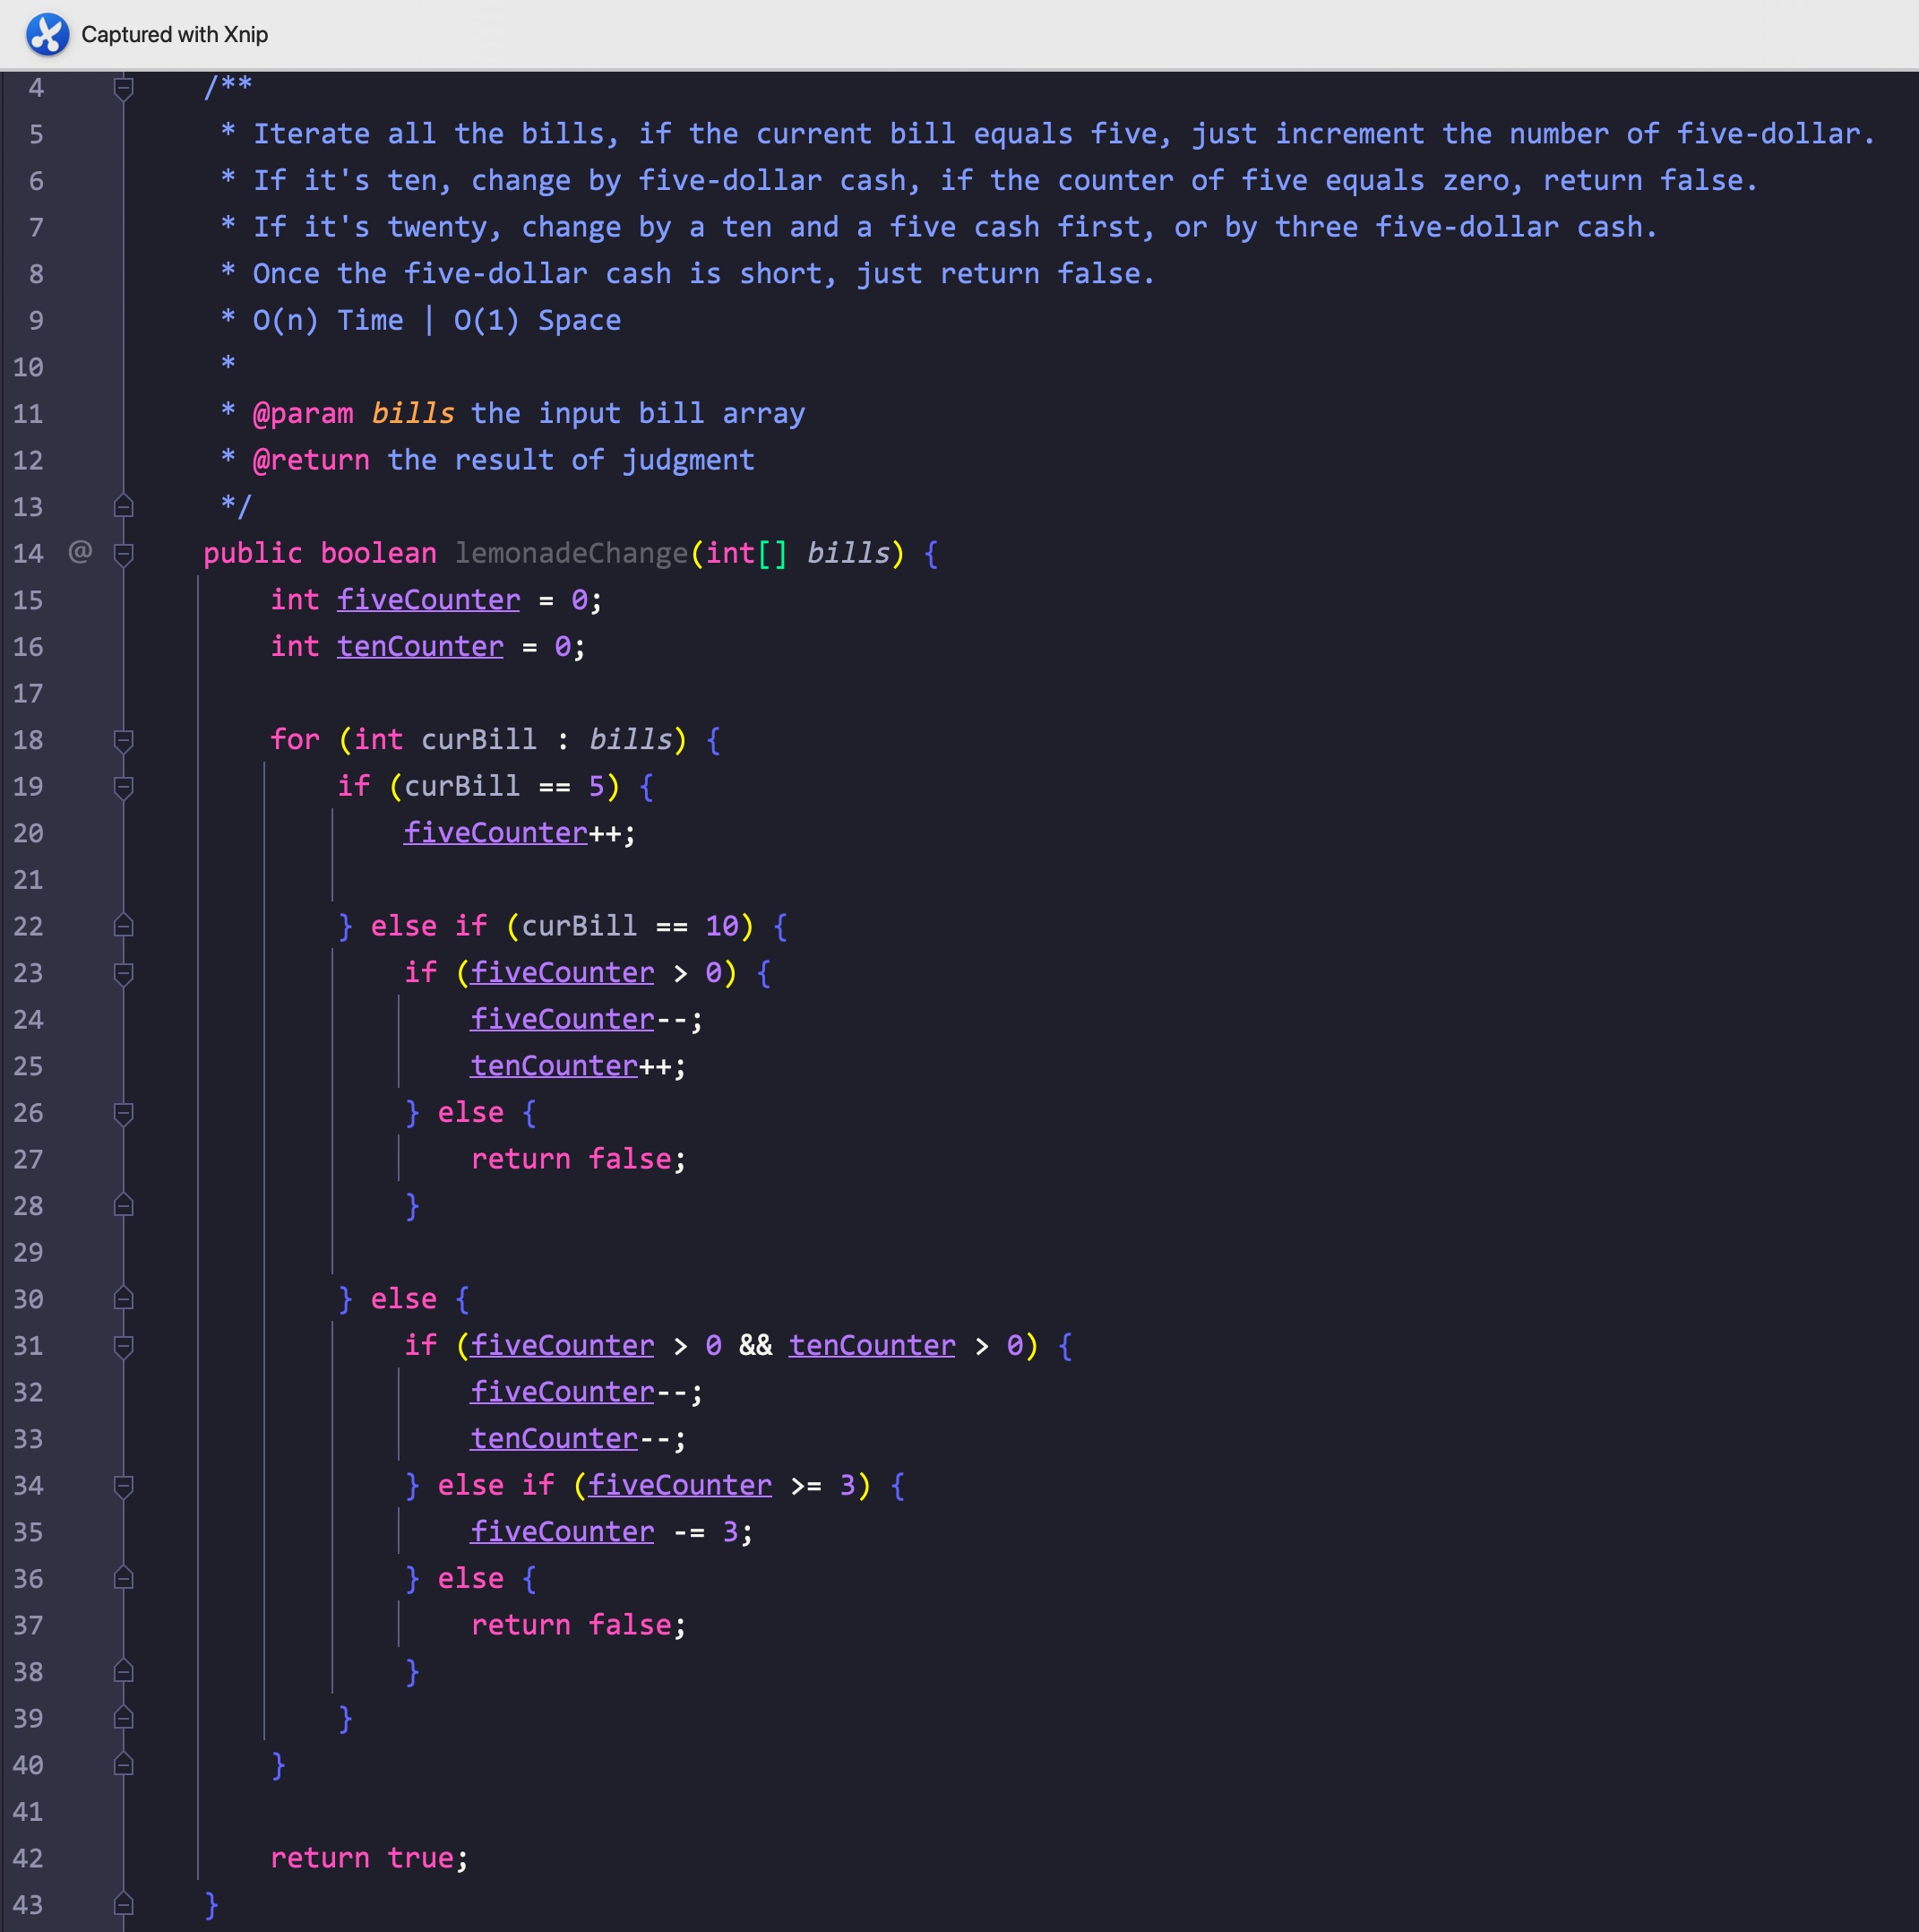 Captured with Xnip
4 /**
5 * Iterate all the bills, if the current bill equals five, just increment the number of five-dollar.
6 * If it's ten, change by five-dollar cash, if the counter of five equals zero, return false.
7 * If it's twenty, change by a ten and a five cash first, or by three five-dollar cash.
8 * Once the five-dollar cash is short, just return false.
9 * O(n) Time | O(1) Space
10 *
11 * @param bills the input bill array
12 * @return the result of judgment
13 */
14 @ public boolean lemonadeChange(int[] bills) {
15 int fiveCounter = 0;
16 int tenCounter = 0;
17
18 for (int curBill : bills) {
19 if (curBill == 5) {
20 fiveCounter++;
21
22 } else if (curBill == 10) {
23 if (fiveCounter > 0) {
24 fiveCounter--;
25 tenCounter++;
26 } else {
27 return false;
28 }
29
30 } else {
31 if (fiveCounter > 0 && tenCounter > 0) {
32 fiveCounter--;
33 tenCounter--;
34 } else if (fiveCounter >= 3) {
35 fiveCounter -= 3;
36 } else {
37 return false;
38 }
39 }
40 }
41
42 return true;
43 }